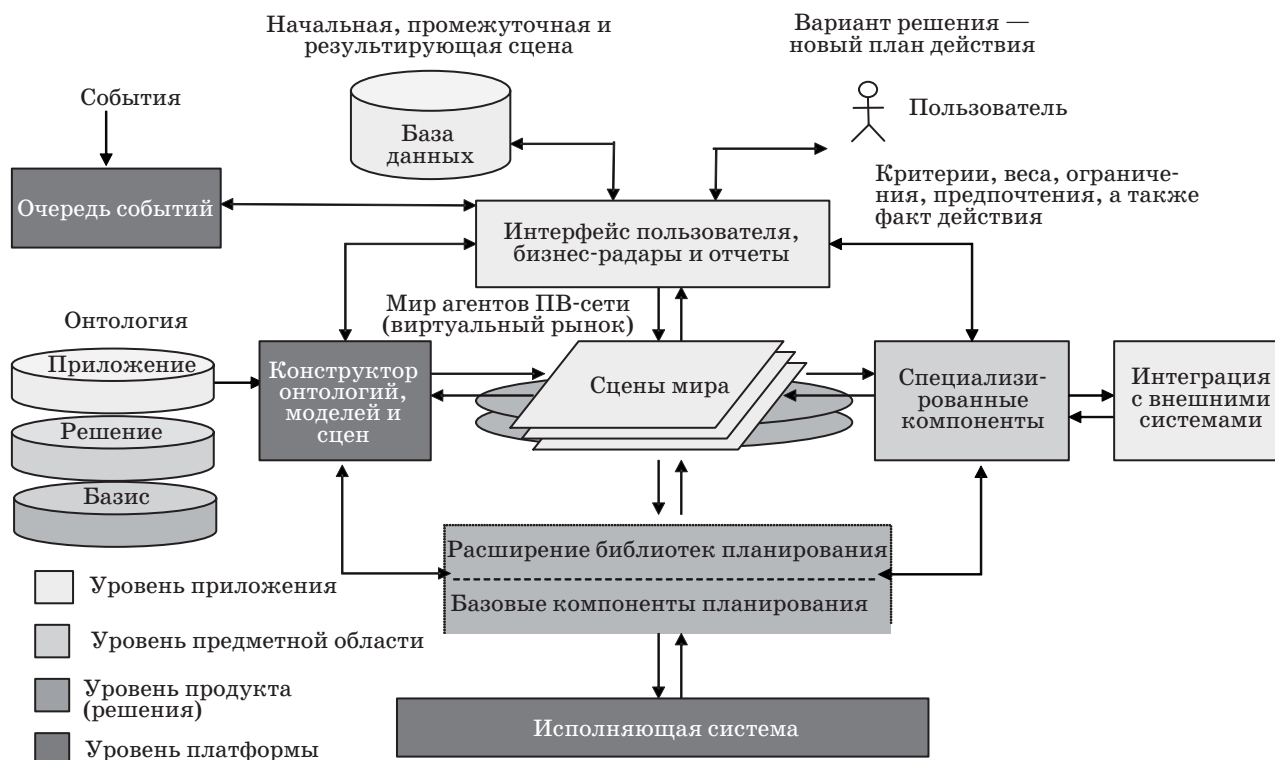 Начальная, промежуточная и
результирующая сцена
Вариант решения —
новый план действия
События
База
данных
Пользователь
Очередь событий
Критерии, веса, ограниче-
ния, предпочтения, а также
факт действия
Интерфейс пользователя,
бизнес-радары и отчеты
Мир агентов ПВ-сети
(виртуальный рынок)
Онтология
Приложение
Решение
Базис
Конструктор
онтологий,
моделей и
сцен
Сцены мира
Специализи-
рованные
компоненты
Интеграция
с внешними
системами
Расширение библиотек планирования
Базовые компоненты планирования
Уровень приложения
Уровень предметной области
Уровень продукта
(решения)
Уровень платформы
Исполняющая система